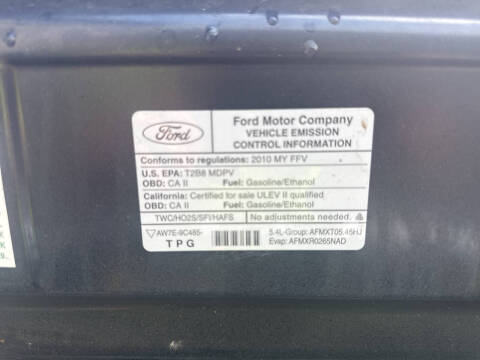 Ford
Ford Motor Company
VEHICLE EMISSION
CONTROL INFORMATION
Conforms to regulations: 2010 MY FFV
U.S. EPA: T2B8 MDPV
OBD: CA II Fuel: Gasoline/Ethanol
California: Certified for sale ULEV II qualified
OBD: CA II Fuel: Gasoline/Ethanol
TWC/HO2S/SFI/HAFS No adjustments needed.
AW7E-9C485-
TPG
5.4L-Group: AFMXT05.45HJ
Evap: AFMXR0265NAD